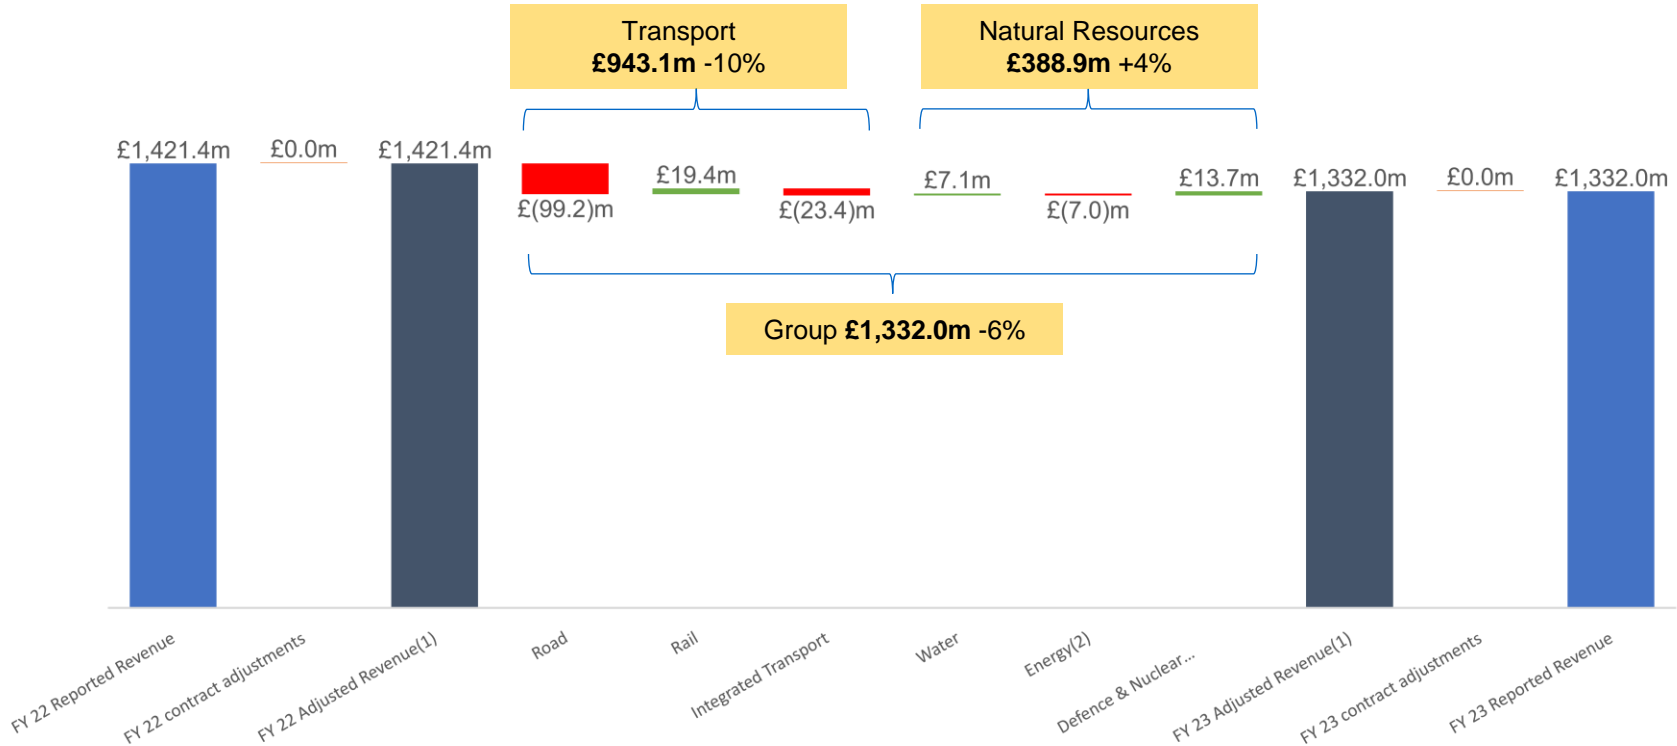 Transport
£943.1m -10%
Natural Resources
£388.9m +4%
£1,421.4m
£0.0m
£1,421.4m
£(99.2)m
£19.4m
£(23.4)m
£7.1m
£(7.0)m
£13.7m
£1,332.0m
£0.0m
£1,332.0m
Group £1,332.0m -6%
FY 22 Reported Revenue
FY 22 contract adjustments
FY 22 Adjusted Revenue(1)
Road
Rail
Integrated Transport
Water
Energy(2)
Defence & Nuclear...
FY 23 Adjusted Revenue(1)
FY 23 contract adjustments
FY 23 Reported Revenue